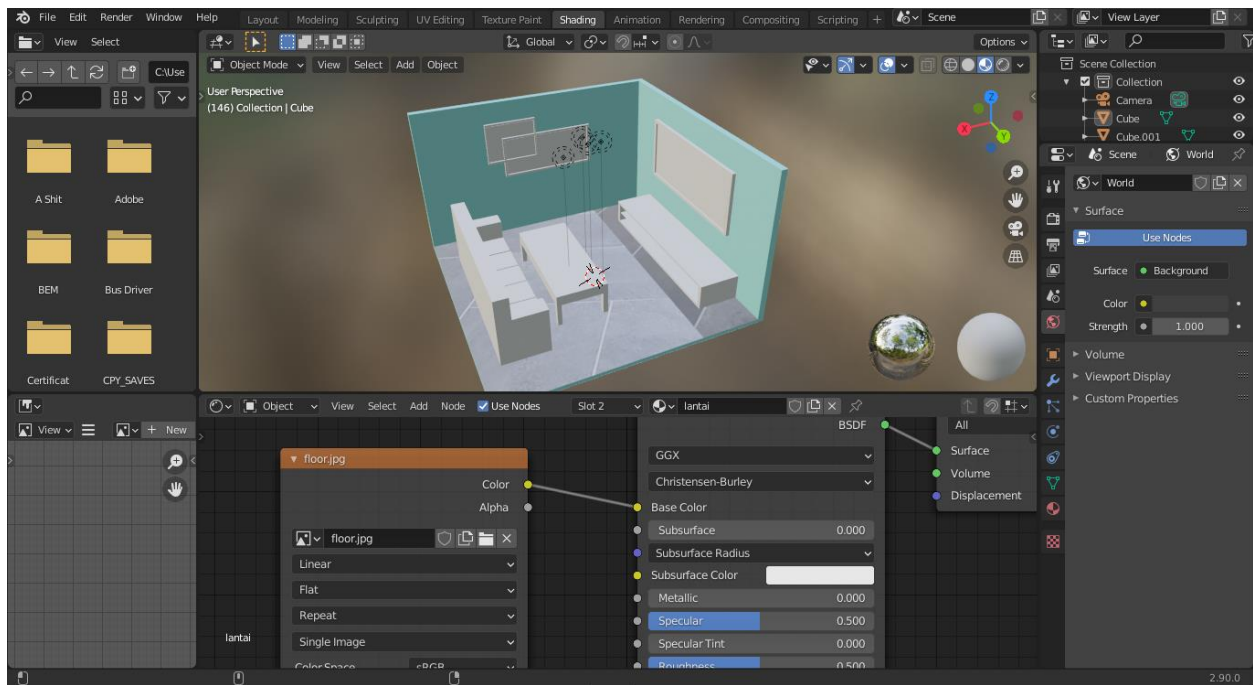 File Edit Render Window Help Layout Modeling Sculpting UV Editing Texture Paint Shading Animation Rendering Compositing Scripting + Scene View Layer
View Select Global Options
C:\Use Object Mode View Select Add Object
User Perspective
(146) Collection | Cube
A Shit Adobe
BEM Bus Driver
Certificat CPY_SAVES
X
Y
Z
Scene Collection
Collection
Camera
Cube
Cube.001
Scene World
World
Surface
Use Nodes
Surface Background
Color
Strength 1.000
Volume
Viewport Display
Custom Properties
Object View Select Add Node Use Nodes Slot 2 lantai
View + New
floor.jpg
Color
Alpha
floor.jpg
Linear
Flat
Repeat
Single Image
Color Space sRGB
lantai
BSDF
GGX
Christensen-Burley
Base Color
Subsurface 0.000
Subsurface Radius
Subsurface Color
Metallic 0.000
Specular 0.500
Specular Tint 0.000
Roughness 0.500
All
Surface
Volume
Displacement
2.90.0